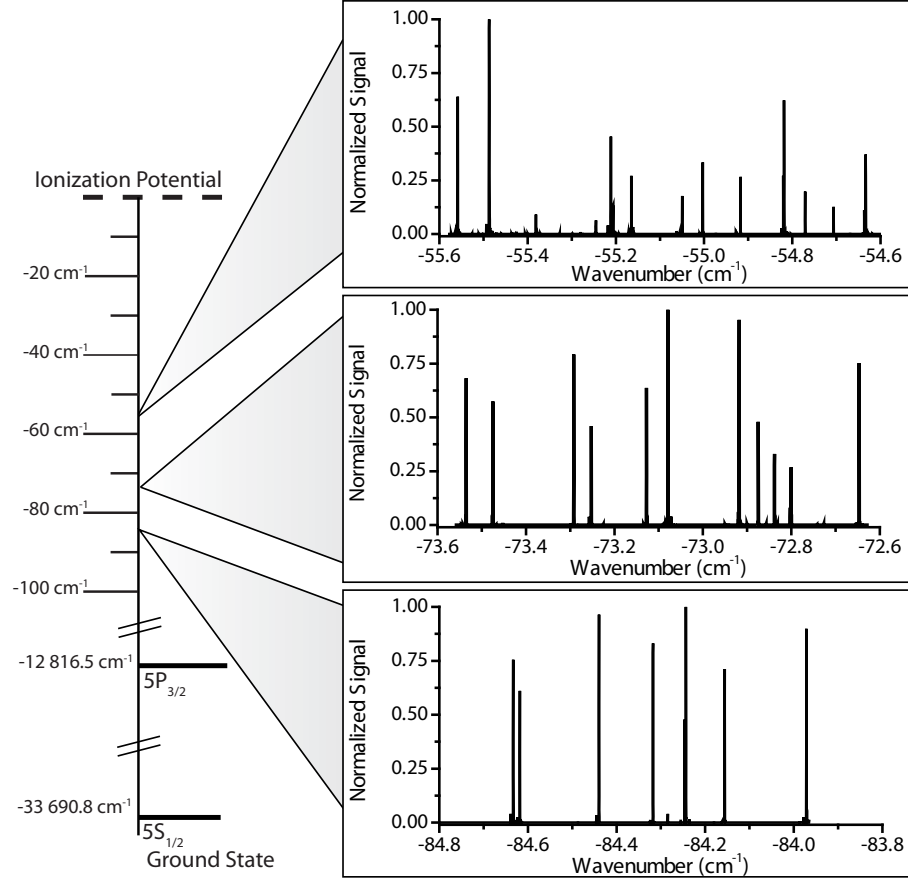 Ionization Potential
-20 cm⁻¹
-40 cm⁻¹
-60 cm⁻¹
-80 cm⁻¹
-100 cm⁻¹
-12 816.5 cm⁻¹
5P₃/₂
-33 690.8 cm⁻¹
5S₁/₂
Ground State
Normalized Signal
1.00
0.75
0.50
0.25
0.00
-55.6 -55.4 -55.2 -55.0 -54.8 -54.6
Wavenumber (cm⁻¹)
Normalized Signal
1.00
0.75
0.50
0.25
0.00
-73.6 -73.4 -73.2 -73.0 -72.8 -72.6
Wavenumber (cm⁻¹)
Normalized Signal
1.00
0.75
0.50
0.25
0.00
-84.8 -84.6 -84.4 -84.2 -84.0 -83.8
Wavenumber (cm⁻¹)